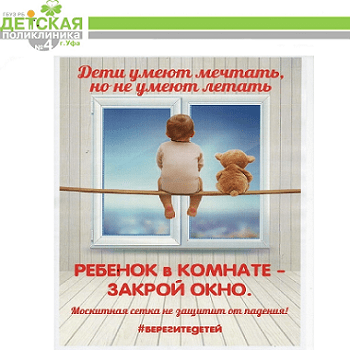 ГБУЗ РБ
ДЕТСКАЯ
ПОЛИКЛИНИКА
№4 г.Уфа
Дети умеют мечтать,
но не умеют летать
РЕБЕНОК в КОМНАТЕ –
ЗАКРОЙ ОКНО.
Москитная сетка не защитит от падения!
#БЕРЕГИТЕДЕТЕЙ